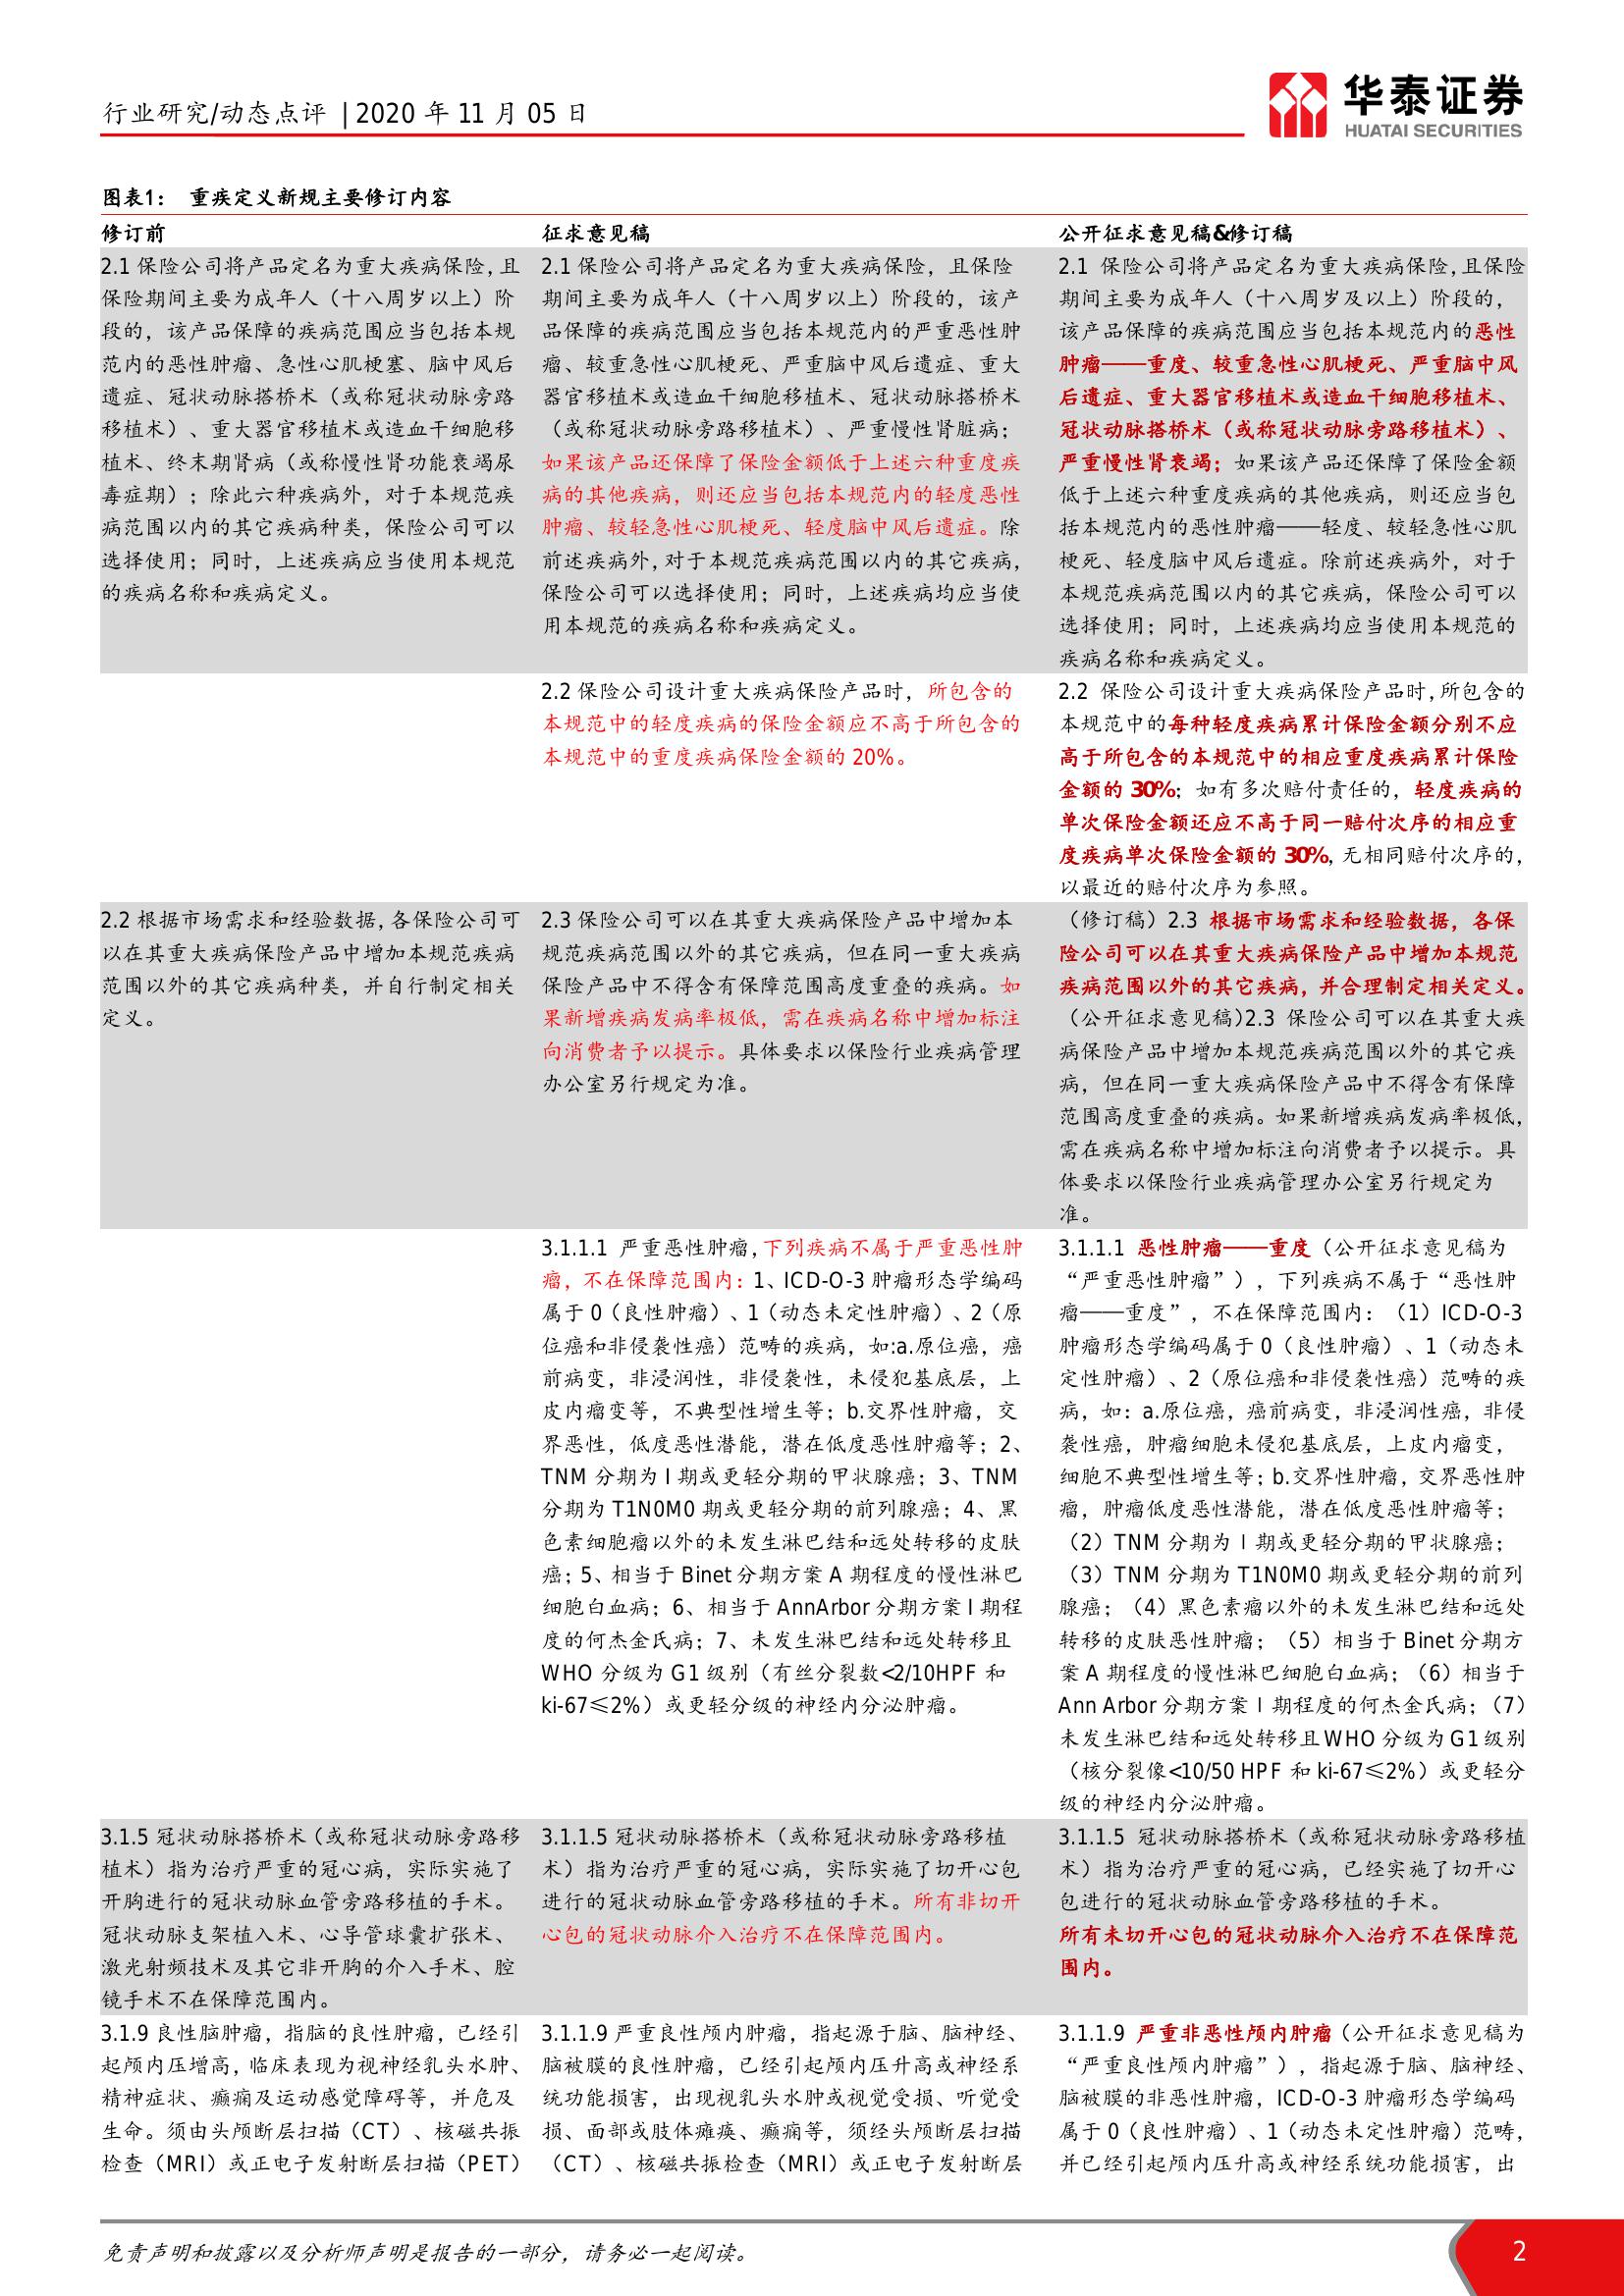 行业研究/动态点评 | 2020 年 11 月 05 日
华泰证券
HUATAI SECURITIES
图表1： 重疾定义新规主要修订内容
修订前
征求意见稿
公开征求意见稿&修订稿
2.1 保险公司将产品定名为重大疾病保险，且
保险期间主要为成年人（十八周岁以上）阶
段的，该产品保障的疾病范围应当包括本规
范内的恶性肿瘤、急性心肌梗塞、脑中风后
遗症、冠状动脉搭桥术（或称冠状动脉旁路
移植术）、重大器官移植术或造血干细胞移
植术、终末期肾病（或称慢性肾功能衰竭尿
毒症期）；除此六种疾病外，对于本规范疾
病范围以内的其它疾病种类，保险公司可以
选择使用；同时，上述疾病应当使用本规范
的疾病名称和疾病定义。
2.1 保险公司将产品定名为重大疾病保险，且保险
期间主要为成年人（十八周岁以上）阶段的，该产
品保障的疾病范围应当包括本规范内的严重恶性肿
瘤、较重急性心肌梗死、严重脑中风后遗症、重大
器官移植术或造血干细胞移植术、冠状动脉搭桥术
（或称冠状动脉旁路移植术）、严重慢性肾脏病；
如果该产品还保障了保险金额低于上述六种重度疾
病的其他疾病，则还应当包括本规范内的轻度恶性
肿瘤、较轻急性心肌梗死、轻度脑中风后遗症。除
前述疾病外，对于本规范疾病范围以内的其它疾病，
保险公司可以选择使用；同时，上述疾病均应当使
用本规范的疾病名称和疾病定义。
2.1 保险公司将产品定名为重大疾病保险，且保险
期间主要为成年人（十八周岁及以上）阶段的，
该产品保障的疾病范围应当包括本规范内的恶性
肿瘤——重度、较重急性心肌梗死、严重脑中风
后遗症、重大器官移植术或造血干细胞移植术、
冠状动脉搭桥术（或称冠状动脉旁路移植术）、
严重慢性肾衰竭；如果该产品还保障了保险金额
低于上述六种重度疾病的其他疾病，则还应当包
括本规范内的恶性肿瘤——轻度、较轻急性心肌
梗死、轻度脑中风后遗症。除前述疾病外，对于
本规范疾病范围以内的其它疾病，保险公司可以
选择使用；同时，上述疾病均应当使用本规范的
疾病名称和疾病定义。
2.2 保险公司设计重大疾病保险产品时，所包含的
本规范中的轻度疾病的保险金额应不高于所包含的
本规范中的重度疾病保险金额的 20%。
2.2 保险公司设计重大疾病保险产品时，所包含的
本规范中的每种轻度疾病累计保险金额分别不应
高于所包含的本规范中的相应重度疾病累计保险
金额的 30%；如有多次赔付责任的，轻度疾病的
单次保险金额还应不高于同一赔付次序的相应重
度疾病单次保险金额的 30%，无相同赔付次序的，
以最近的赔付次序为参照。
2.2 根据市场需求和经验数据，各保险公司可
以在其重大疾病保险产品中增加本规范疾病
范围以外的其它疾病种类，并自行制定相关
定义。
2.3 保险公司可以在其重大疾病保险产品中增加本
规范疾病范围以外的其它疾病，但在同一重大疾病
保险产品中不得含有保障范围高度重叠的疾病。如
果新增疾病发病率极低，需在疾病名称中增加标注
向消费者予以提示。具体要求以保险行业疾病管理
办公室另行规定为准。
（修订稿）2.3 根据市场需求和经验数据，各保
险公司可以在其重大疾病保险产品中增加本规范
疾病范围以外的其它疾病，并合理制定相关定义。
（公开征求意见稿）2.3 保险公司可以在其重大疾
病保险产品中增加本规范疾病范围以外的其它疾
病，但在同一重大疾病保险产品中不得含有保障
范围高度重叠的疾病。如果新增疾病发病率极低，
需在疾病名称中增加标注向消费者予以提示。具
体要求以保险行业疾病管理办公室另行规定为
准。
3.1.1.1 严重恶性肿瘤，下列疾病不属于严重恶性肿
瘤，不在保障范围内：1、ICD-O-3 肿瘤形态学编码
属于 0（良性肿瘤）、1（动态未定性肿瘤）、2（原
位癌和非侵袭性癌）范畴的疾病，如:a.原位癌，癌
前病变，非浸润性，非侵袭性，未侵犯基底层，上
皮内瘤变等，不典型性增生等；b.交界性肿瘤，交
界恶性，低度恶性潜能，潜在低度恶性肿瘤等；2、
TNM 分期为 I 期或更轻分期的甲状腺癌；3、TNM
分期为 T1N0M0 期或更轻分期的前列腺癌；4、黑
色素细胞瘤以外的未发生淋巴结和远处转移的皮肤
癌；5、相当于 Binet 分期方案 A 期程度的慢性淋巴
细胞白血病；6、相当于 AnnArbor 分期方案 I 期程
度的何杰金氏病；7、未发生淋巴结和远处转移且
WHO 分级为 G1 级别（有丝分裂数<2/10HPF 和
ki-67≤2%）或更轻分级的神经内分泌肿瘤。
3.1.1.1 恶性肿瘤——重度（公开征求意见稿为
“严重恶性肿瘤”），下列疾病不属于“恶性肿
瘤——重度”，不在保障范围内：（1）ICD-O-3
肿瘤形态学编码属于 0（良性肿瘤）、1（动态未
定性肿瘤）、2（原位癌和非侵袭性癌）范畴的疾
病，如：a.原位癌，癌前病变，非浸润性癌，非侵
袭性癌，肿瘤细胞未侵犯基底层，上皮内瘤变，
细胞不典型性增生等；b.交界性肿瘤，交界恶性肿
瘤，肿瘤低度恶性潜能，潜在低度恶性肿瘤等；
（2）TNM 分期为Ⅰ期或更轻分期的甲状腺癌；
（3）TNM 分期为 T1N0M0 期或更轻分期的前列
腺癌；（4）黑色素瘤以外的未发生淋巴结和远处
转移的皮肤恶性肿瘤；（5）相当于 Binet 分期方
案 A 期程度的慢性淋巴细胞白血病；（6）相当于
Ann Arbor 分期方案Ⅰ期程度的何杰金氏病；（7）
未发生淋巴结和远处转移且 WHO 分级为 G1 级别
（核分裂像<10/50 HPF 和 ki-67≤2%）或更轻分
级的神经内分泌肿瘤。
3.1.5 冠状动脉搭桥术（或称冠状动脉旁路移
植术）指为治疗严重的冠心病，实际实施了
开胸进行的冠状动脉血管旁路移植的手术。
冠状动脉支架植入术、心导管球囊扩张术、
激光射频技术及其它非开胸的介入手术、腔
镜手术不在保障范围内。
3.1.1.5 冠状动脉搭桥术（或称冠状动脉旁路移植
术）指为治疗严重的冠心病，实际实施了切开心包
进行的冠状动脉血管旁路移植的手术。所有非切开
心包的冠状动脉介入治疗不在保障范围内。
3.1.1.5 冠状动脉搭桥术（或称冠状动脉旁路移植
术）指为治疗严重的冠心病，已经实施了切开心
包进行的冠状动脉血管旁路移植的手术。
所有未切开心包的冠状动脉介入治疗不在保障范
围内。
3.1.9 良性脑肿瘤，指脑的良性肿瘤，已经引
起颅内压增高，临床表现为视神经乳头水肿、
精神症状、癫痫及运动感觉障碍等，并危及
生命。须由头颅断层扫描（CT）、核磁共振
检查（MRI）或正电子发射断层扫描（PET）
3.1.1.9 严重良性颅内肿瘤，指起源于脑、脑神经、
脑被膜的良性肿瘤，已经引起颅内压升高或神经系
统功能损害，出现视乳头水肿或视觉受损、听觉受
损、面部或肢体瘫痪、癫痫等，须经头颅断层扫描
（CT）、核磁共振检查（MRI）或正电子发射断层
3.1.1.9 严重非恶性颅内肿瘤（公开征求意见稿为
“严重良性颅内肿瘤”），指起源于脑、脑神经、
脑被膜的非恶性肿瘤，ICD-O-3 肿瘤形态学编码
属于 0（良性肿瘤）、1（动态未定性肿瘤）范畴，
并已经引起颅内压升高或神经系统功能损害，出
免责声明和披露以及分析师声明是报告的一部分，请务必一起阅读。
2